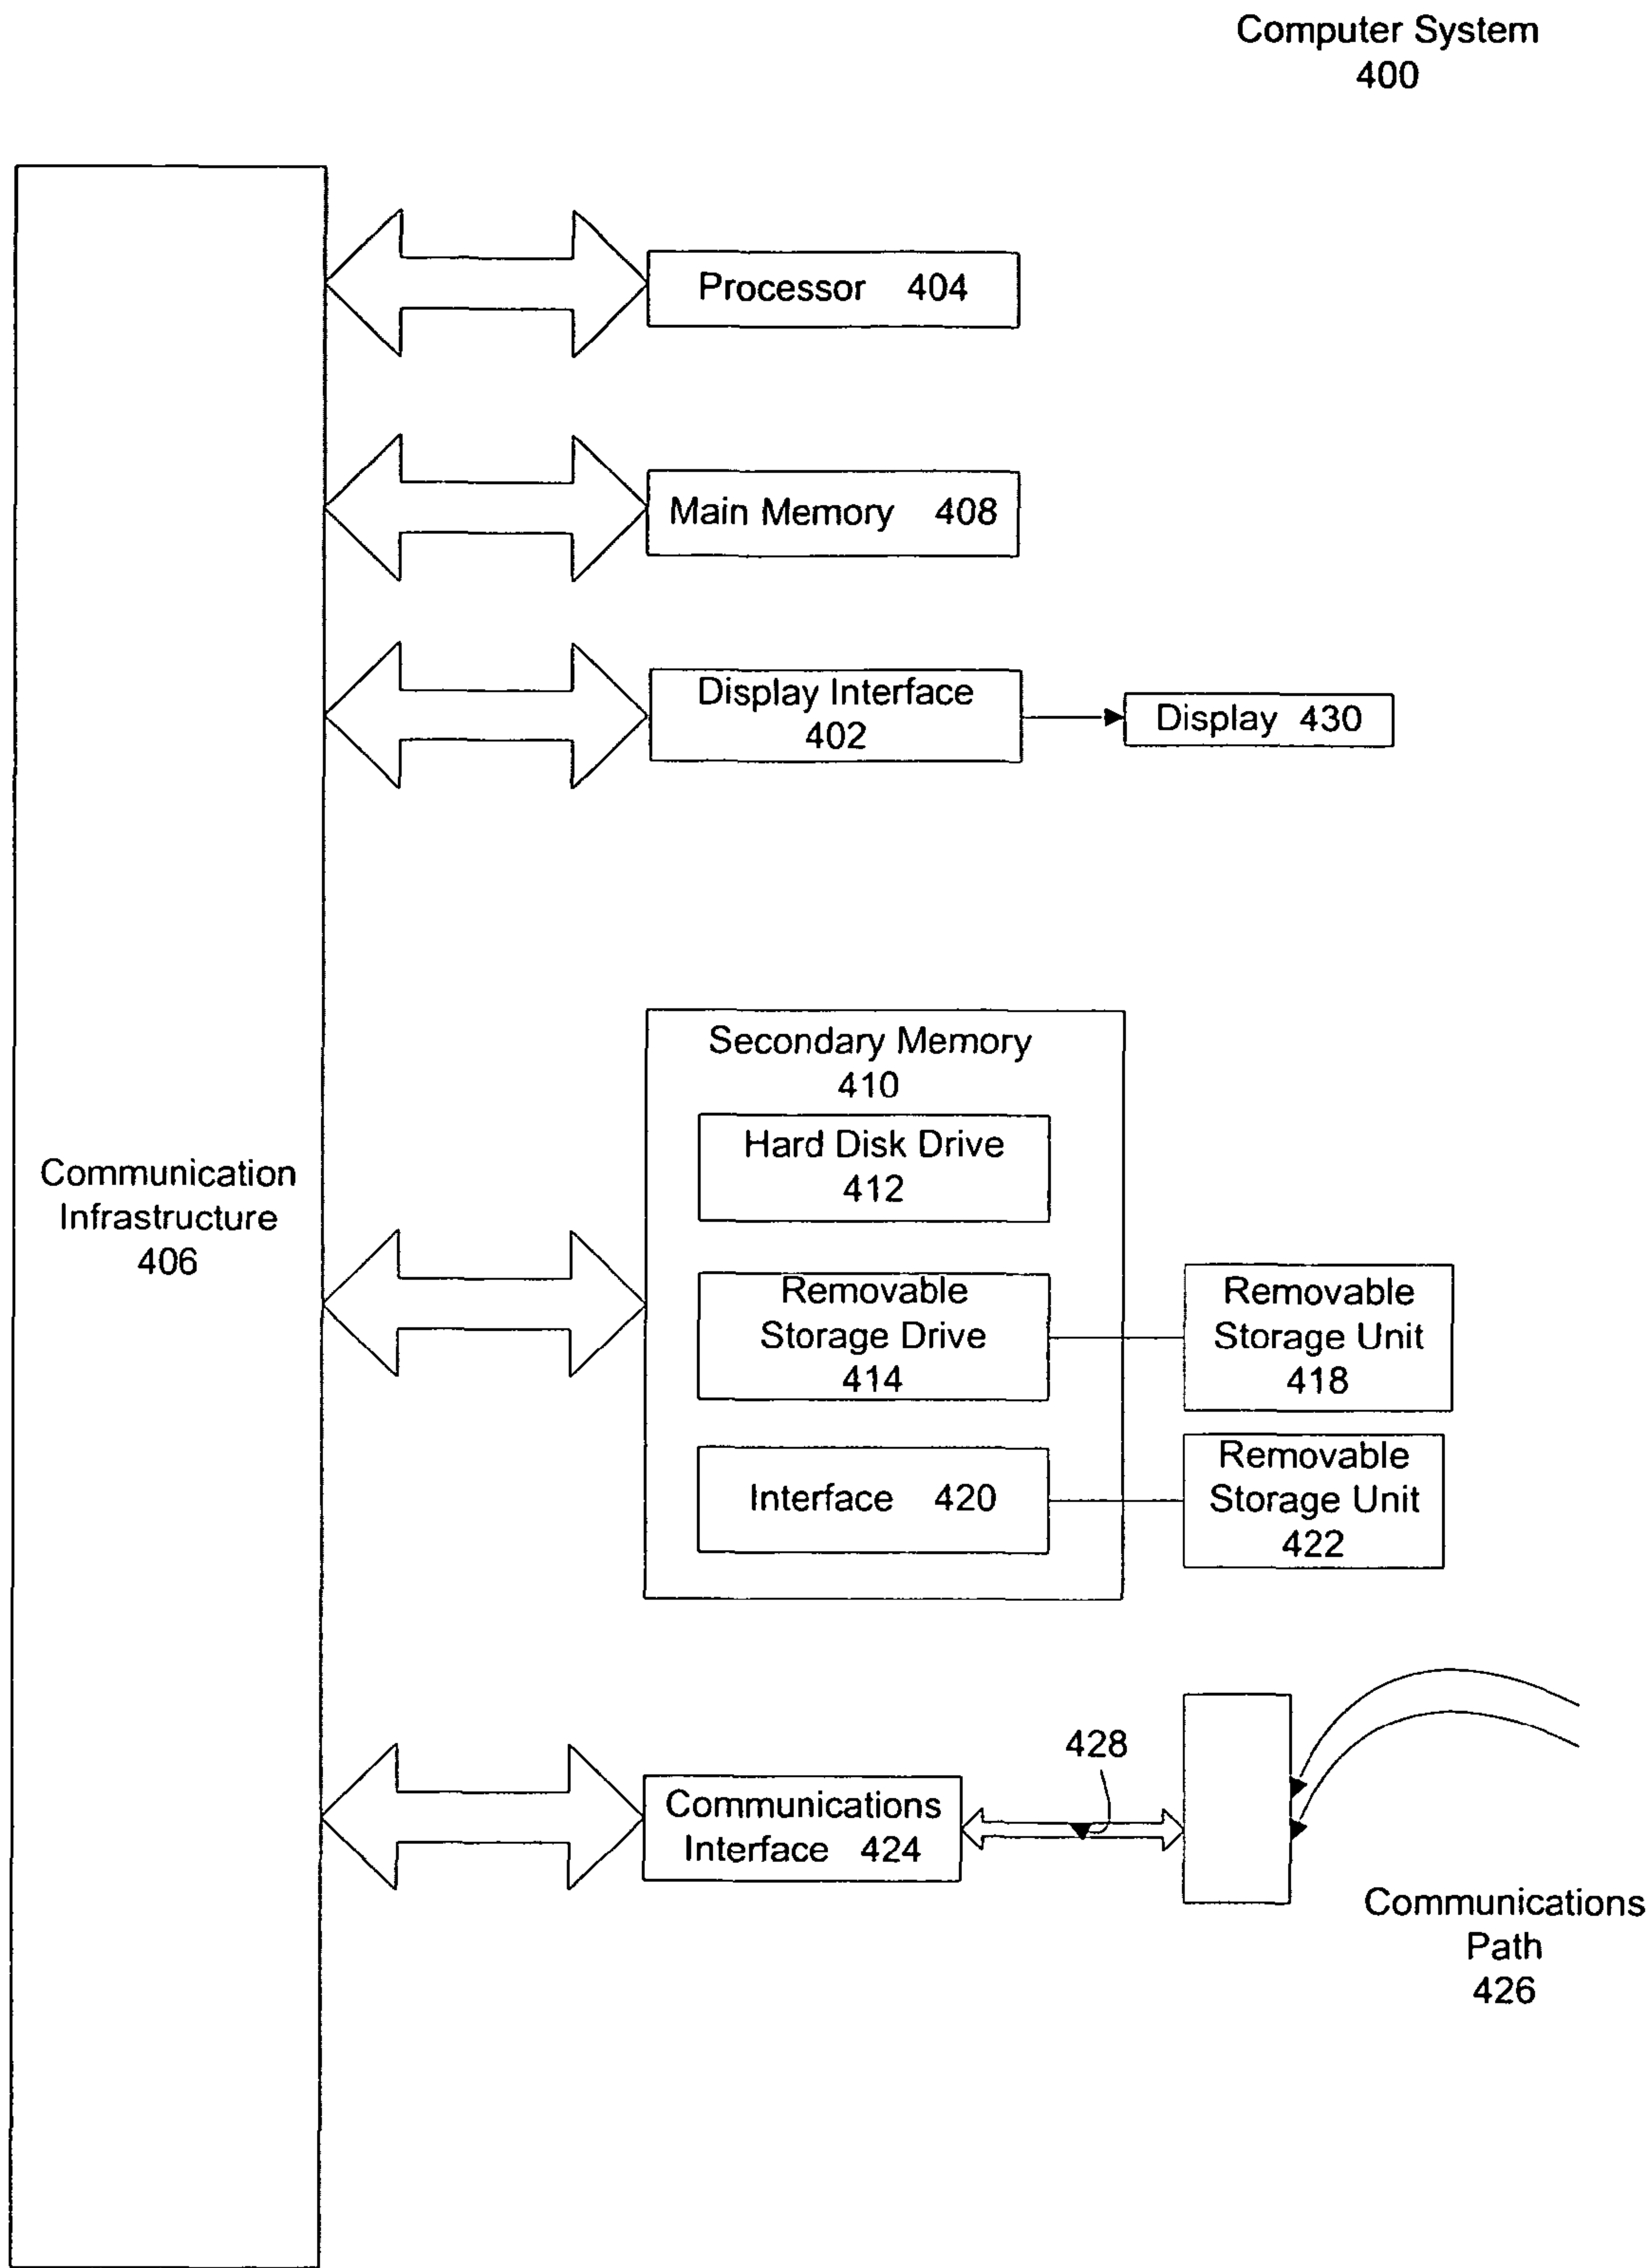 Computer System
400
Processor 404
Main Memory 408
Display Interface
402
Display 430
Secondary Memory
410
Hard Disk Drive
412
Communication
Infrastructure
406
Removable
Storage Drive
414
Removable
Storage Unit
418
Interface 420
Removable
Storage Unit
422
428
Communications
Interface 424
Communications
Path
426